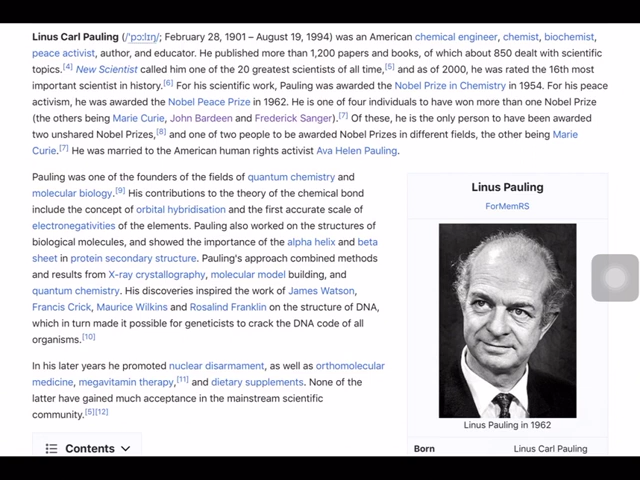 Linus Carl Pauling (/ˈpɔːlɪŋ/; February 28, 1901 – August 19, 1994) was an American chemical engineer, chemist, biochemist,
peace activist, author, and educator. He published more than 1,200 papers and books, of which about 850 dealt with scientific
topics.[4] New Scientist called him one of the 20 greatest scientists of all time,[5] and as of 2000, he was rated the 16th most
important scientist in history.[6] For his scientific work, Pauling was awarded the Nobel Prize in Chemistry in 1954. For his peace
activism, he was awarded the Nobel Peace Prize in 1962. He is one of four individuals to have won more than one Nobel Prize
(the others being Marie Curie, John Bardeen and Frederick Sanger).[7] Of these, he is the only person to have been awarded
two unshared Nobel Prizes,[8] and one of two people to be awarded Nobel Prizes in different fields, the other being Marie
Curie.[7] He was married to the American human rights activist Ava Helen Pauling.
Pauling was one of the founders of the fields of quantum chemistry and
molecular biology.[9] His contributions to the theory of the chemical bond
include the concept of orbital hybridisation and the first accurate scale of
electronegativities of the elements. Pauling also worked on the structures of
biological molecules, and showed the importance of the alpha helix and beta
sheet in protein secondary structure. Pauling's approach combined methods
and results from X-ray crystallography, molecular model building, and
quantum chemistry. His discoveries inspired the work of James Watson,
Francis Crick, Maurice Wilkins and Rosalind Franklin on the structure of DNA,
which in turn made it possible for geneticists to crack the DNA code of all
organisms.[10]
In his later years he promoted nuclear disarmament, as well as orthomolecular
medicine, megavitamin therapy,[11] and dietary supplements. None of the
latter have gained much acceptance in the mainstream scientific
community.[5][12]
Contents
Linus Pauling
ForMemRS
Linus Pauling in 1962
Born Linus Carl Pauling